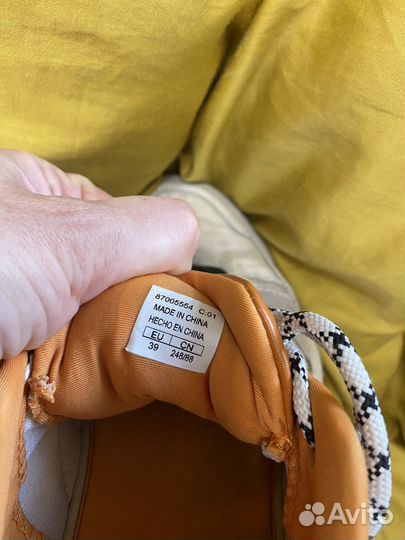 87005554 C:01
MADE IN CHINA
HECHO EN CHINA
EU CN
39 248/88
Avito